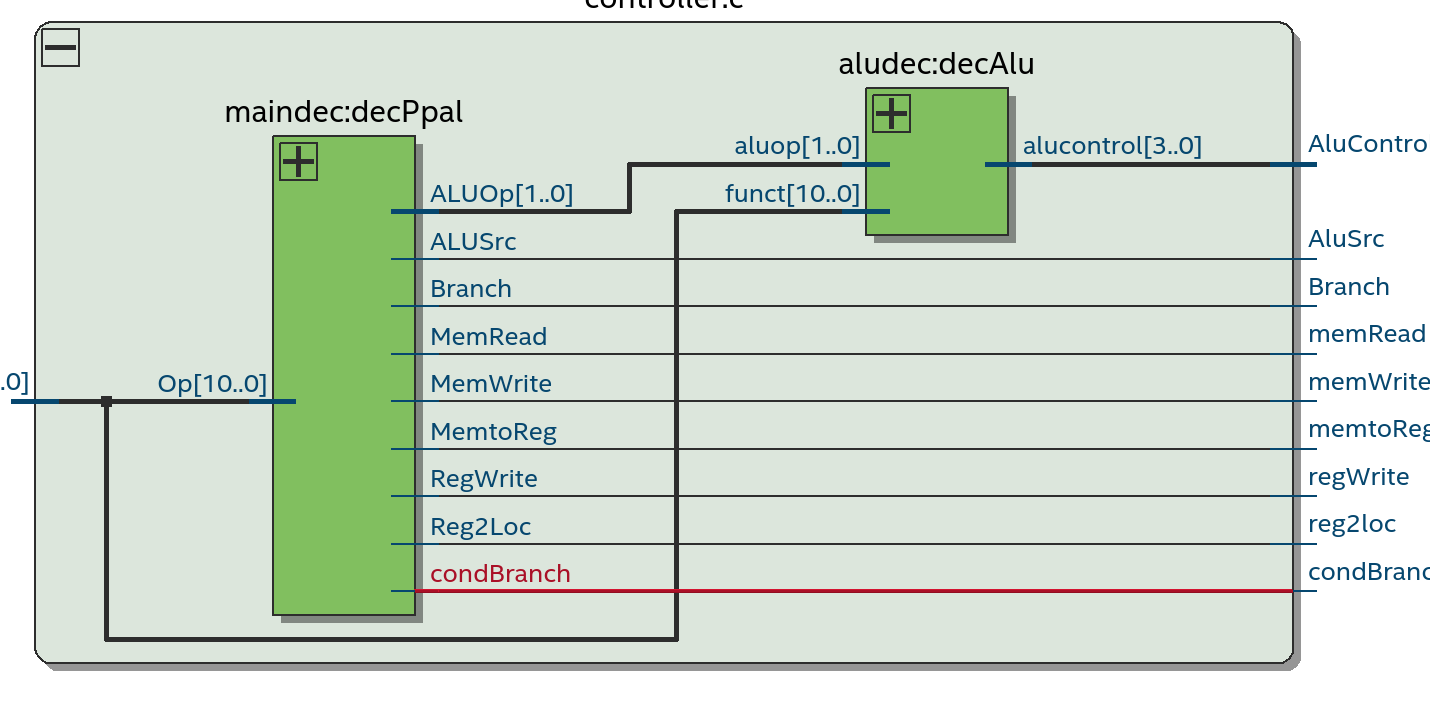 controller:c
maindec:decPpal
aludec:decAlu
aluop[1..0]
alucontrol[3..0]
AluContro
ALUOp[1..0]
funct[10..0]
ALUSrc
AluSrc
Branch
Branch
MemRead
memRead
..0]
Op[10..0]
MemWrite
memWrite
MemtoReg
memtoReg
RegWrite
regWrite
Reg2Loc
reg2loc
condBranch
condBranc